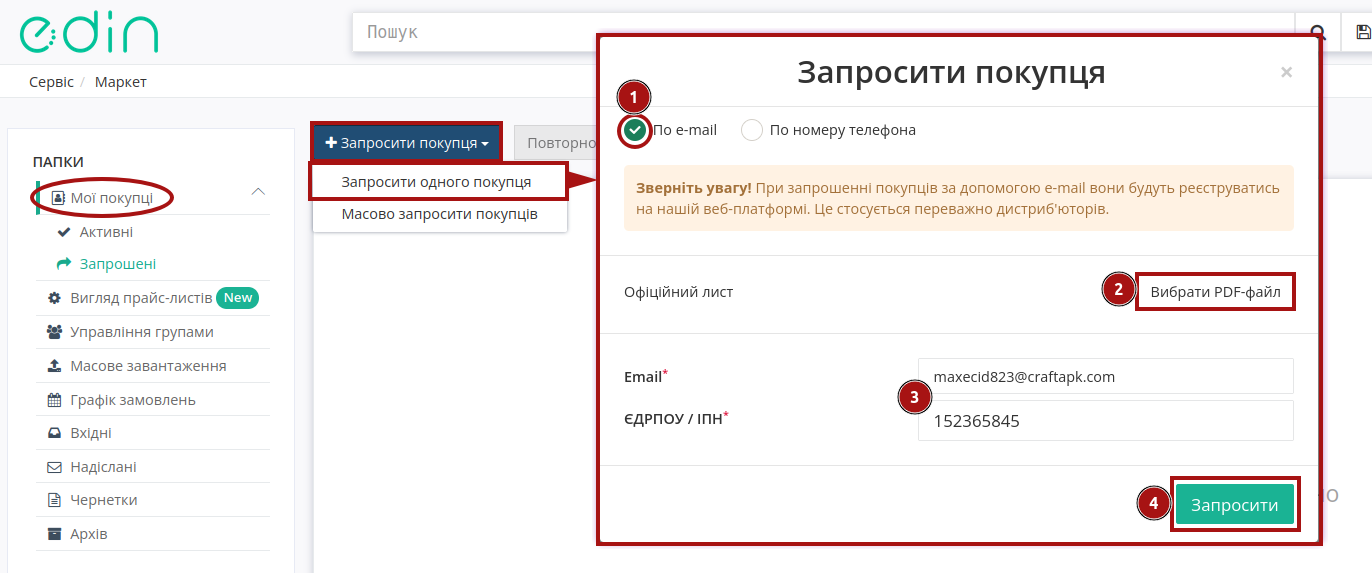 edin
Пошук
Сервіс / Маркет
ПАПКИ
Мої покупці
Активні
Запрошені
Вигляд прайс-листів New
Управління групами
Масове завантаження
Графік замовлень
Вхідні
Надіслані
Чернетки
Архів
Запросити покупця
Повторно
Запросити одного покупця
Масово запросити покупців
Запросити покупця ×
1
По e-mail По номеру телефона
Зверніть увагу! При запрошенні покупців за допомогою e-mail вони будуть реєструватись
на нашій веб-платформі. Це стосується переважно дистриб'юторів.
Офіційний лист 2 Вибрати PDF-файл
Email* maxecid823@craftapk.com
3
ЄДРПОУ / ІПН* 152365845
4 Запросити